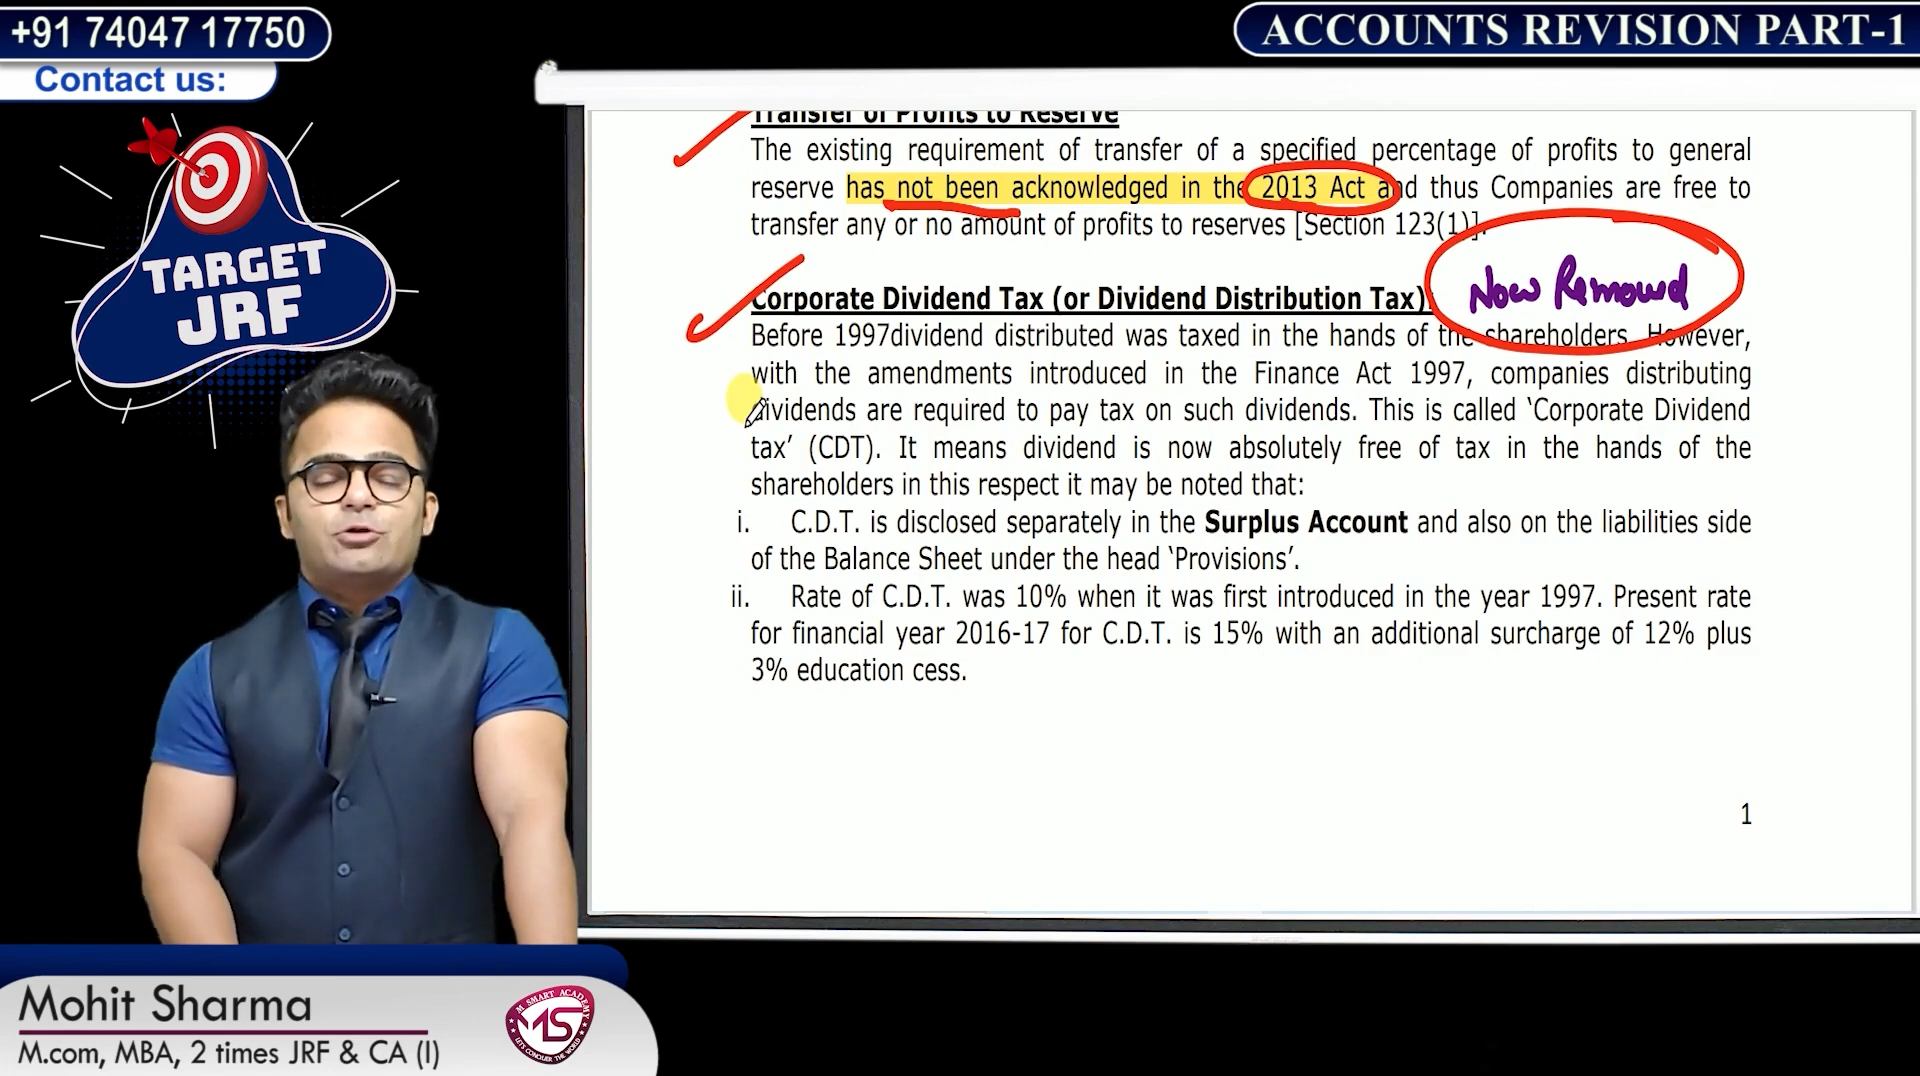 +91 74047 17750
Contact us:
ACCOUNTS REVISION PART-1
TARGET
JRF
Transfer of Profits to Reserve
The existing requirement of transfer of a specified percentage of profits to general
reserve has not been acknowledged in the 2013 Act and thus Companies are free to
transfer any or no amount of profits to reserves [Section 123(1)].
Now Removed
Corporate Dividend Tax (or Dividend Distribution Tax):
Before 1997dividend distributed was taxed in the hands of the shareholders. However,
with the amendments introduced in the Finance Act 1997, companies distributing
dividends are required to pay tax on such dividends. This is called ‘Corporate Dividend
tax’ (CDT). It means dividend is now absolutely free of tax in the hands of the
shareholders in this respect it may be noted that:
i. C.D.T. is disclosed separately in the Surplus Account and also on the liabilities side
of the Balance Sheet under the head ‘Provisions’.
ii. Rate of C.D.T. was 10% when it was first introduced in the year 1997. Present rate
for financial year 2016-17 for C.D.T. is 15% with an additional surcharge of 12% plus
3% education cess.
1
Mohit Sharma
M.com, MBA, 2 times JRF & CA (I)
M SMART ACADEMY
MS
LET'S CONQUER THE WORLD